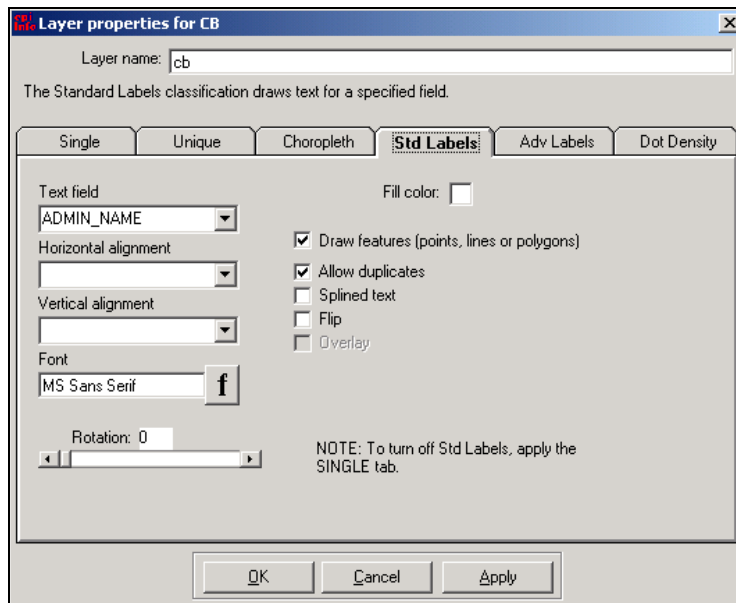 epi info Layer properties for CB
Layer name: cb
The Standard Labels classification draws text for a specified field.
Single Unique Choropleth Std Labels Adv Labels Dot Density
Text field
Fill color:
ADMIN_NAME
Horizontal alignment
Draw features (points, lines or polygons)
Allow duplicates
Vertical alignment
Splined text
Flip
Overlay
Font
MS Sans Serif f
Rotation: 0
NOTE: To turn off Std Labels, apply the
SINGLE tab.
OK Cancel Apply